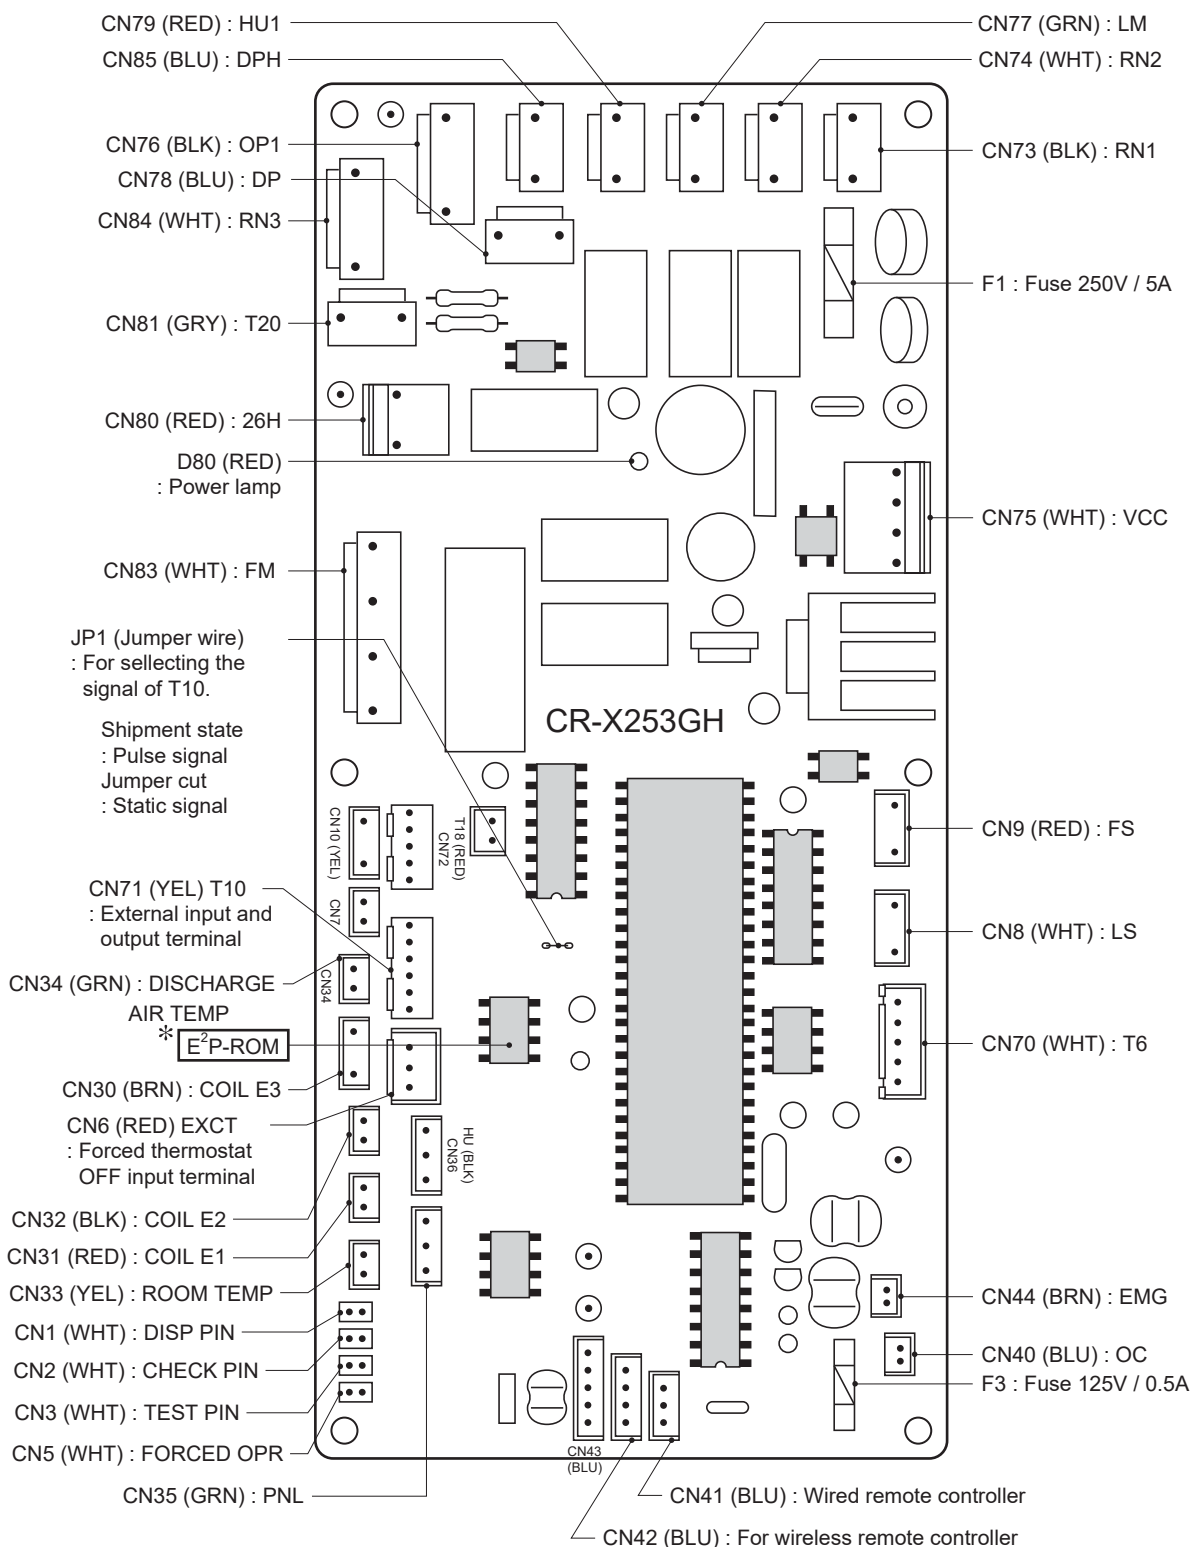 CN79 (RED) : HU1
CN85 (BLU) : DPH
CN76 (BLK) : OP1
CN78 (BLU) : DP
CN84 (WHT) : RN3
CN81 (GRY) : T20
CN80 (RED) : 26H
D80 (RED)
: Power lamp
CN83 (WHT) : FM
JP1 (Jumper wire)
: For sellecting the
signal of T10.
Shipment state
: Pulse signal
Jumper cut
: Static signal
CN71 (YEL) T10
: External input and
output terminal
CN34 (GRN) : DISCHARGE
AIR TEMP
* E²P-ROM
CN30 (BRN) : COIL E3
CN6 (RED) EXCT
: Forced thermostat
OFF input terminal
CN32 (BLK) : COIL E2
CN31 (RED) : COIL E1
CN33 (YEL) : ROOM TEMP
CN1 (WHT) : DISP PIN
CN2 (WHT) : CHECK PIN
CN3 (WHT) : TEST PIN
CN5 (WHT) : FORCED OPR
CN35 (GRN) : PNL
CR-X253GH
CN10 (YEL)
T18 (RED)
CN72
CN7
CN34
HU (BLK)
CN36
CN43
(BLU)
CN77 (GRN) : LM
CN74 (WHT) : RN2
CN73 (BLK) : RN1
F1 : Fuse 250V / 5A
CN75 (WHT) : VCC
CN9 (RED) : FS
CN8 (WHT) : LS
CN70 (WHT) : T6
CN44 (BRN) : EMG
CN40 (BLU) : OC
F3 : Fuse 125V / 0.5A
CN41 (BLU) : Wired remote controller
CN42 (BLU) : For wireless remote controller